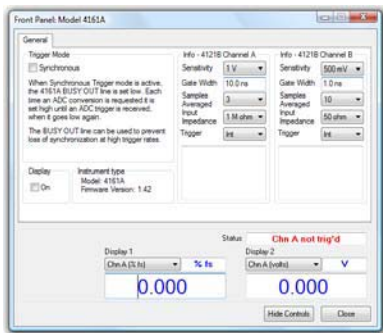 Front Panel: Model 4161A
General
Trigger Mode
Synchronous
When Synchronous Trigger mode is active,
the 4161A BUSY OUT line is set low. Each
time an ADC conversion is requested it is
set high until an ADC trigger is received,
when it goes low again.
The BUSY OUT line can be used to prevent
loss of synchronization at high trigger rates.
Display
On
Instrument type
Model: 4161A
Firmware Version: 1.42
Info - 4121B Channel A
Sensitivity 1 V
Gate Width 10.0 ns
Samples
Averaged 3
Input
Impedance 1 M ohm
Trigger Int
Info - 4121B Channel B
Sensitivity 500 mV
Gate Width 1.0 ns
Samples
Averaged 10
Input
Impedance 50 ohm
Trigger Int
Status Chn A not trig'd
Display 1
Chn A (% fs) % fs
0.000
Display 2
Chn A (volts) V
0.000
Hide Controls Close